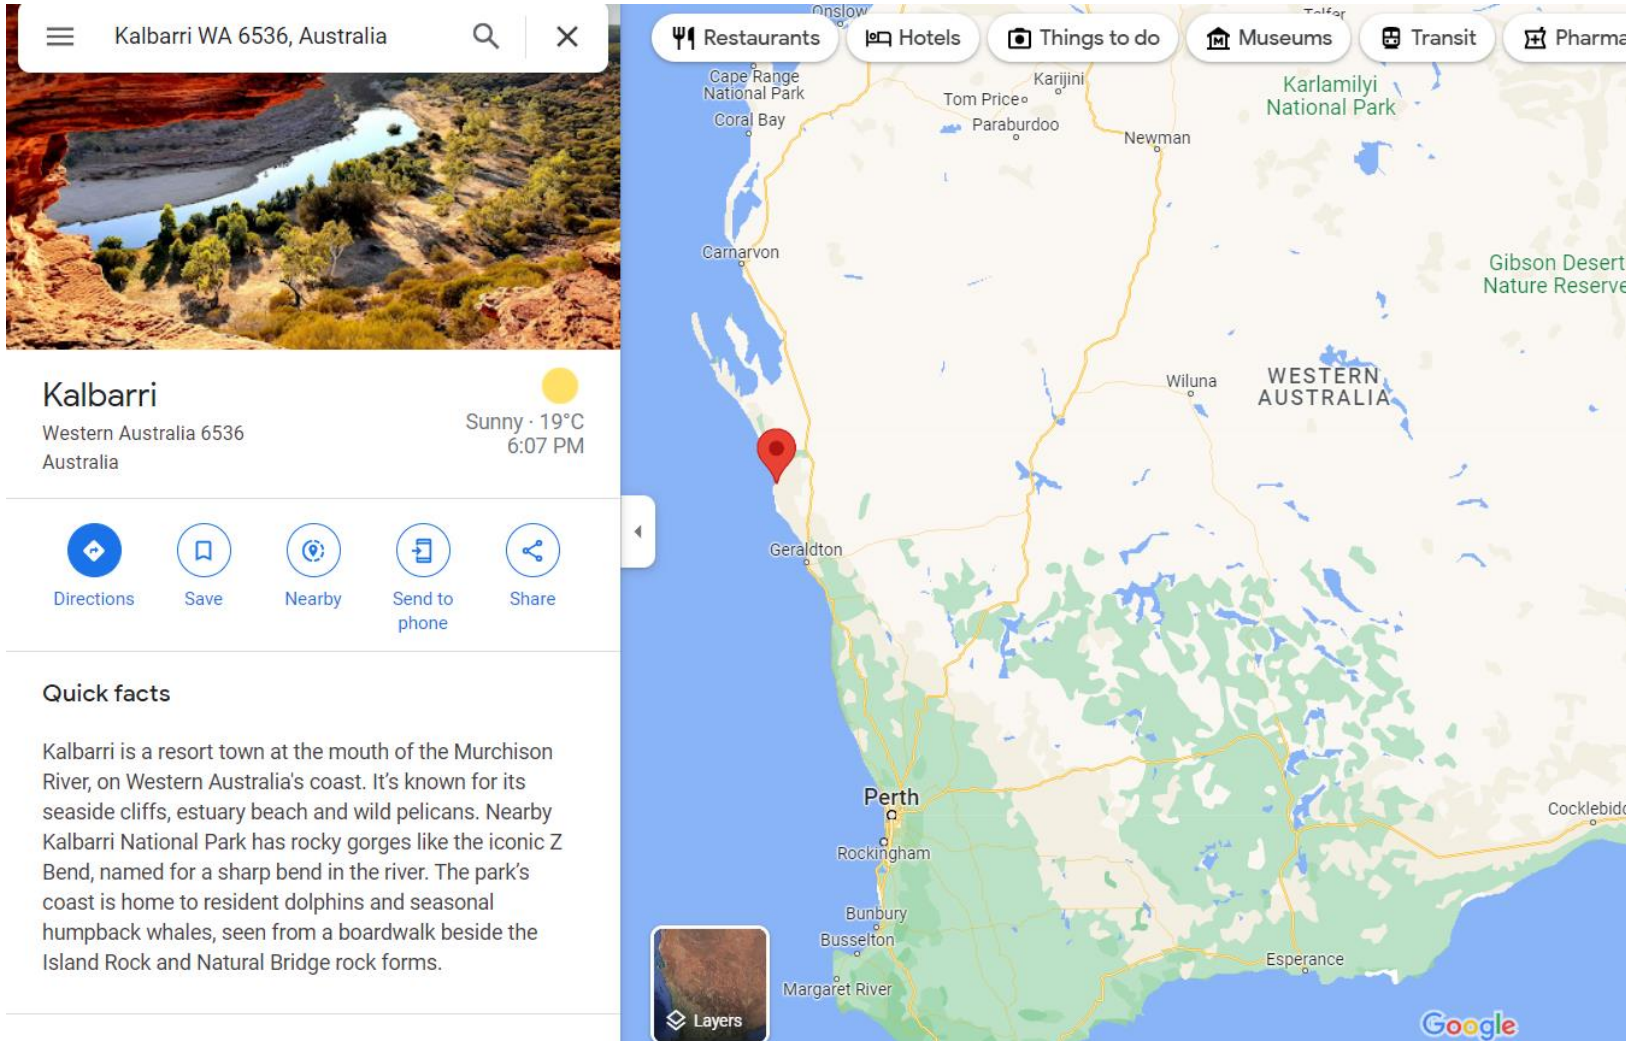 Kalbarri WA 6536, Australia
Kalbarri
Western Australia 6536
Australia
Sunny · 19°C
6:07 PM
Directions
Save
Nearby
Send to
phone
Share
Quick facts
Kalbarri is a resort town at the mouth of the Murchison
River, on Western Australia's coast. It’s known for its
seaside cliffs, estuary beach and wild pelicans. Nearby
Kalbarri National Park has rocky gorges like the iconic Z
Bend, named for a sharp bend in the river. The park’s
coast is home to resident dolphins and seasonal
humpback whales, seen from a boardwalk beside the
Island Rock and Natural Bridge rock forms.
Onslow
Telfer
Restaurants
Hotels
Things to do
Museums
Transit
Pharma
Cape Range
National Park
Coral Bay
Karijini
Tom Price
Paraburdoo
Newman
Karlamilyi
National Park
Carnarvon
Gibson Desert
Nature Reserve
Wiluna
WESTERN
AUSTRALIA
Geraldton
Perth
Rockingham
Cocklebidd
Bunbury
Busselton
Margaret River
Esperance
Layers
Google